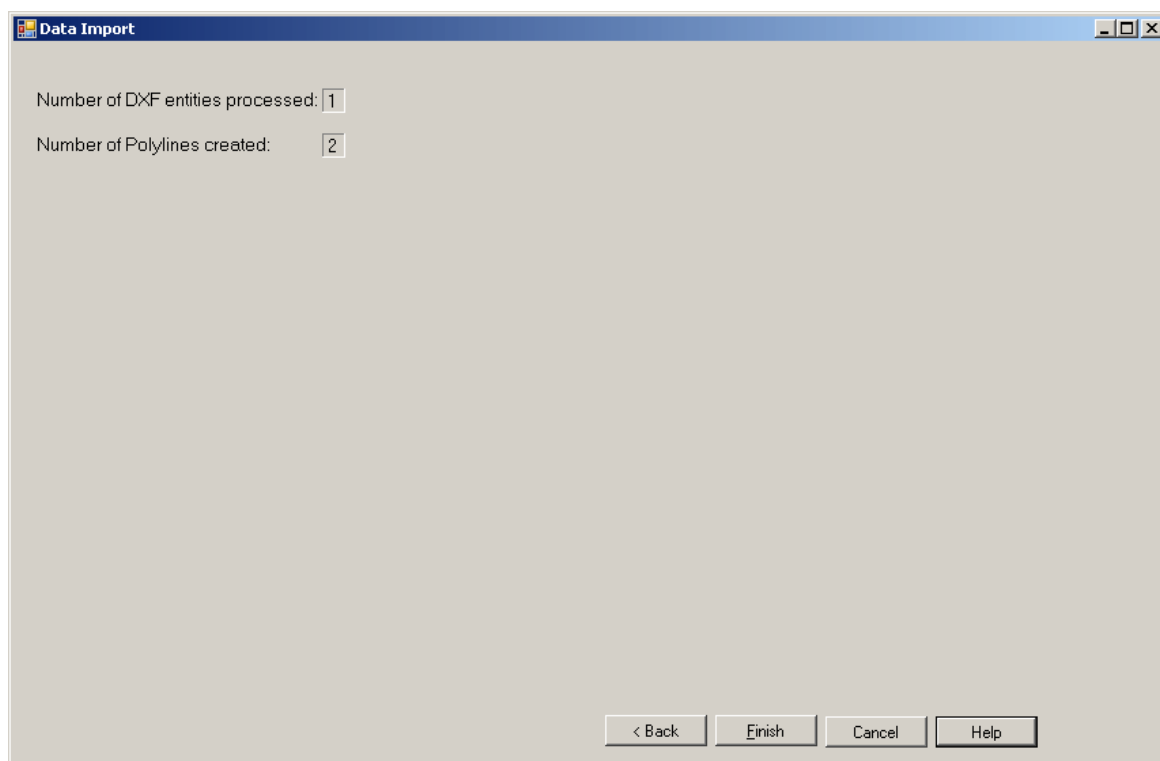 Data Import
Number of DXF entities processed: 1
Number of Polylines created: 2
< Back Finish Cancel Help